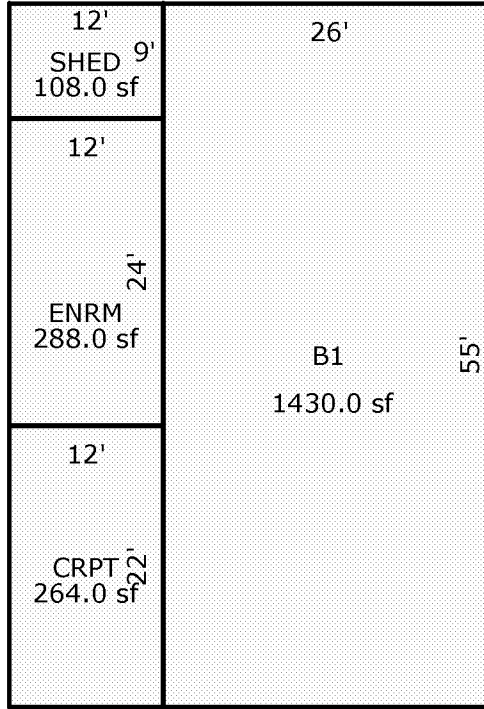 12'
9'
SHED
108.0 sf
26'
12'
24'
ENRM
288.0 sf
B1
1430.0 sf
55'
12'
22'
CRPT
264.0 sf